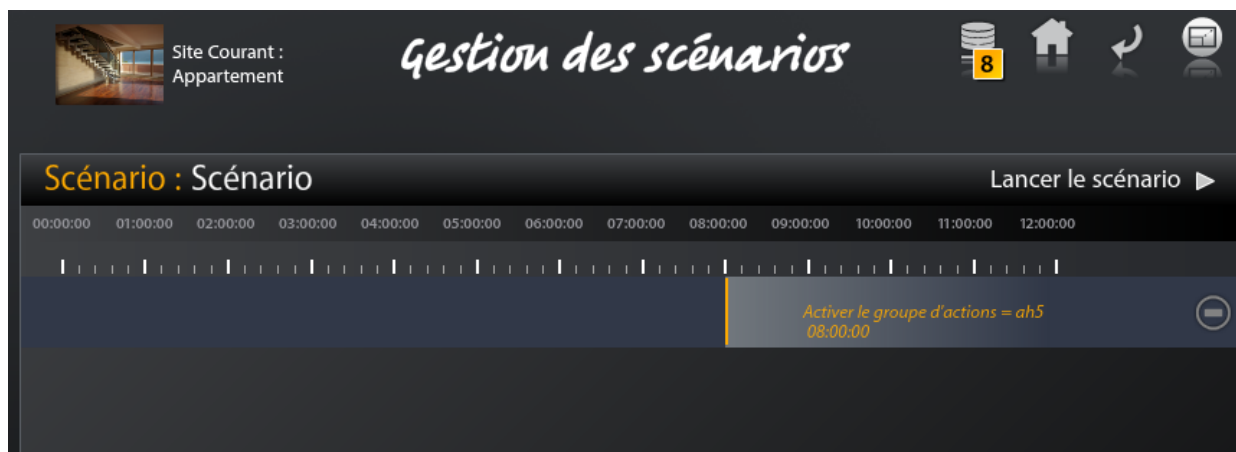 Site Courant :
Appartement
Gestion des scénarios
8
Scénario : Scénario
Lancer le scénario
00:00:00 01:00:00 02:00:00 03:00:00 04:00:00 05:00:00 06:00:00 07:00:00 08:00:00 09:00:00 10:00:00 11:00:00 12:00:00
Activer le groupe d'actions = ah5
08:00:00